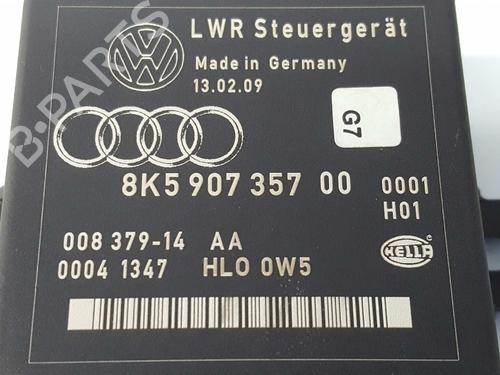 LWR Steuergerät
Made in Germany
13.02.09
G7
8K5 907 357 00 0001
H01
008 379-14 AA
0004 1347 HLO 0W5
HELLA
B-PARTS